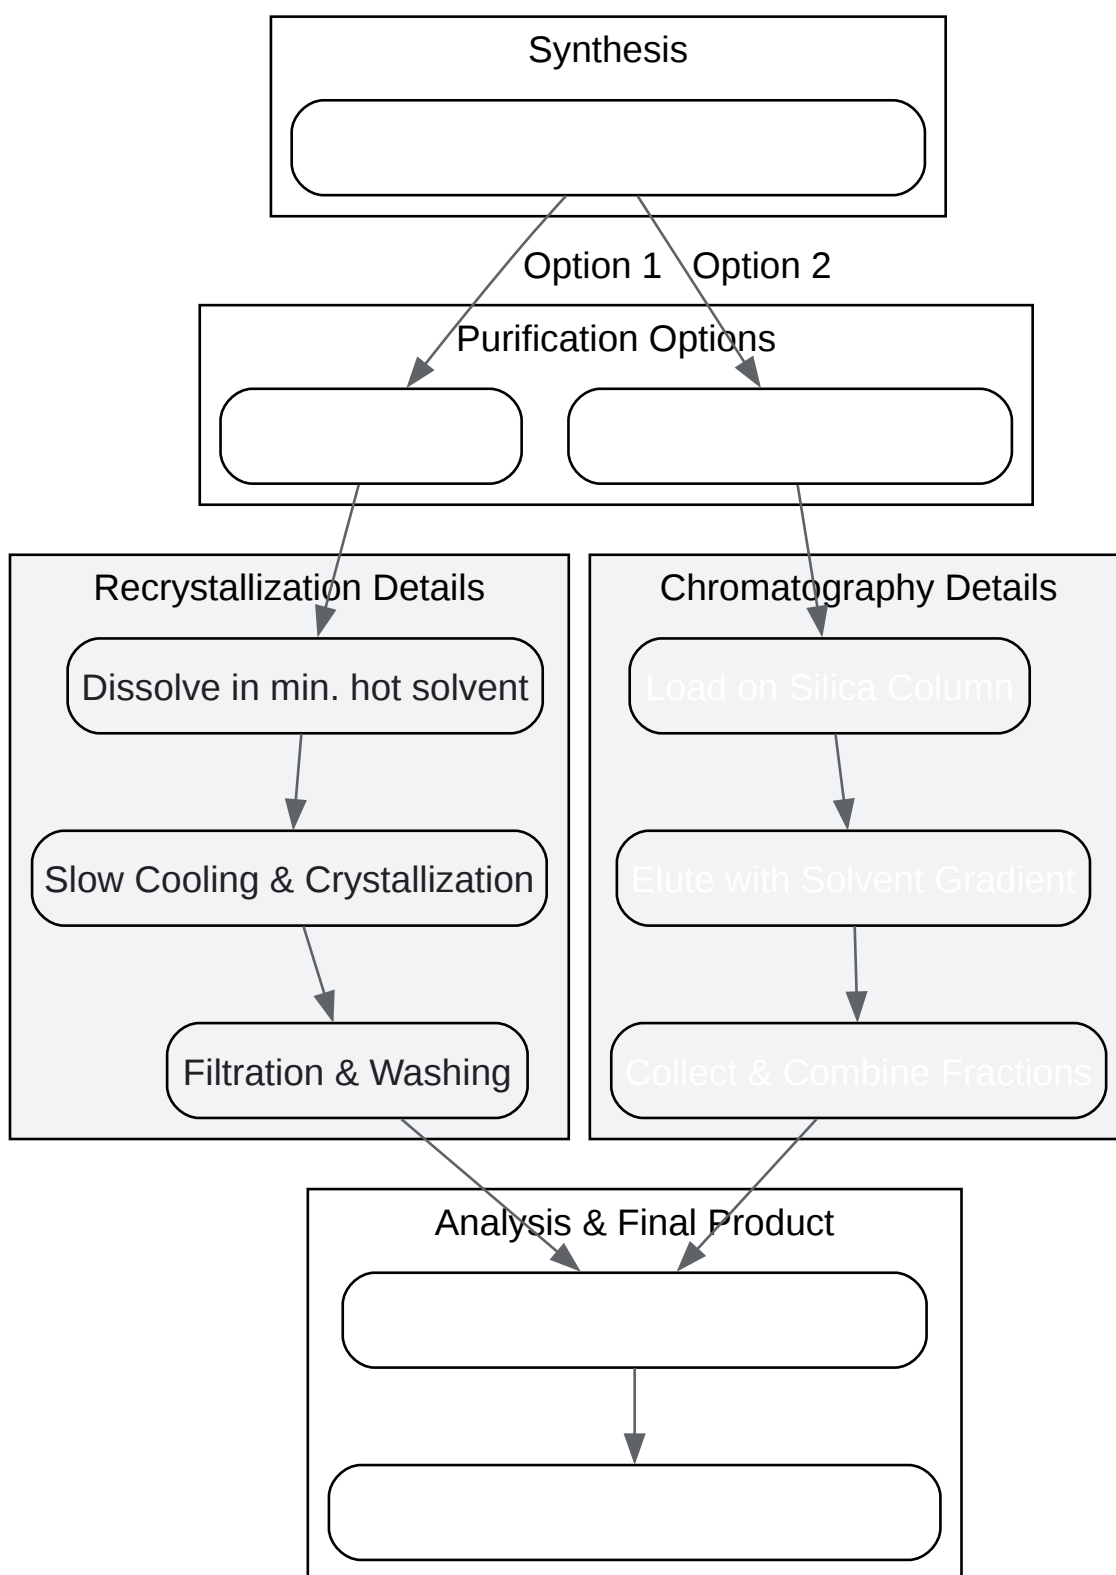 Synthesis
Option 1
Option 2
Purification Options
Recrystallization Details
Chromatography Details
Dissolve in min. hot solvent
Load on Silica Column
Slow Cooling & Crystallization
Elute with Solvent Gradient
Filtration & Washing
Collect & Combine Fractions
Analysis & Final Product